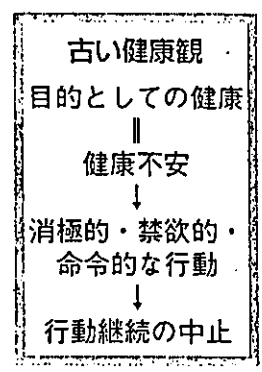 古い健康観
目的としての健康
‖
健康不安
↓
消極的・禁欲的・
命令的な行動
↓
行動継続の中止